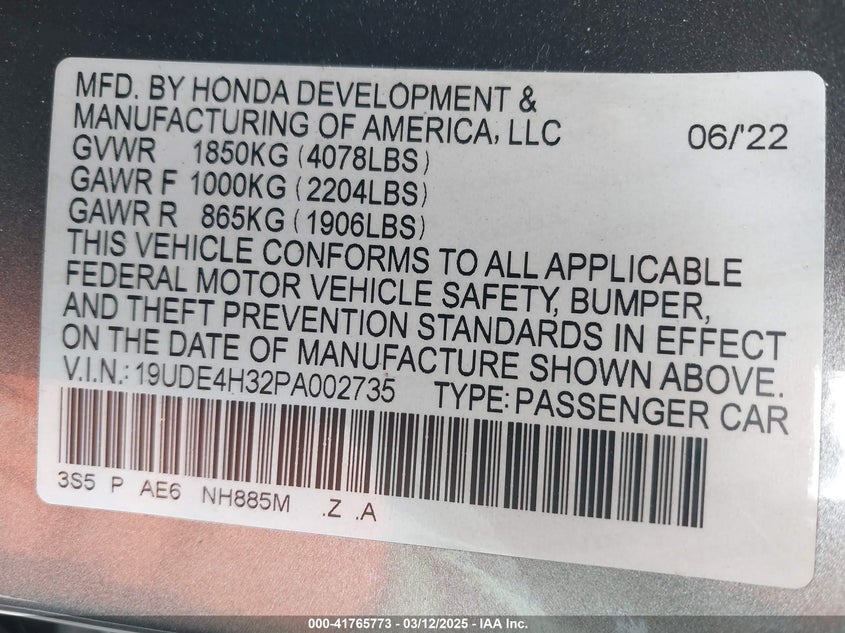 MFD. BY HONDA DEVELOPMENT &
MANUFACTURING OF AMERICA, LLC 06/'22
GVWR 1850KG (4078LBS)
GAWR F 1000KG (2204LBS)
GAWR R 865KG (1906LBS)
THIS VEHICLE CONFORMS TO ALL APPLICABLE
FEDERAL MOTOR VEHICLE SAFETY, BUMPER,
AND THEFT PREVENTION STANDARDS IN EFFECT
ON THE DATE OF MANUFACTURE SHOWN ABOVE.
V.I.N.: 19UDE4H32PA002735 TYPE: PASSENGER CAR
3S5 P AE6 NH885M .Z .A
000-41765773 - 03/12/2025 - IAA Inc.